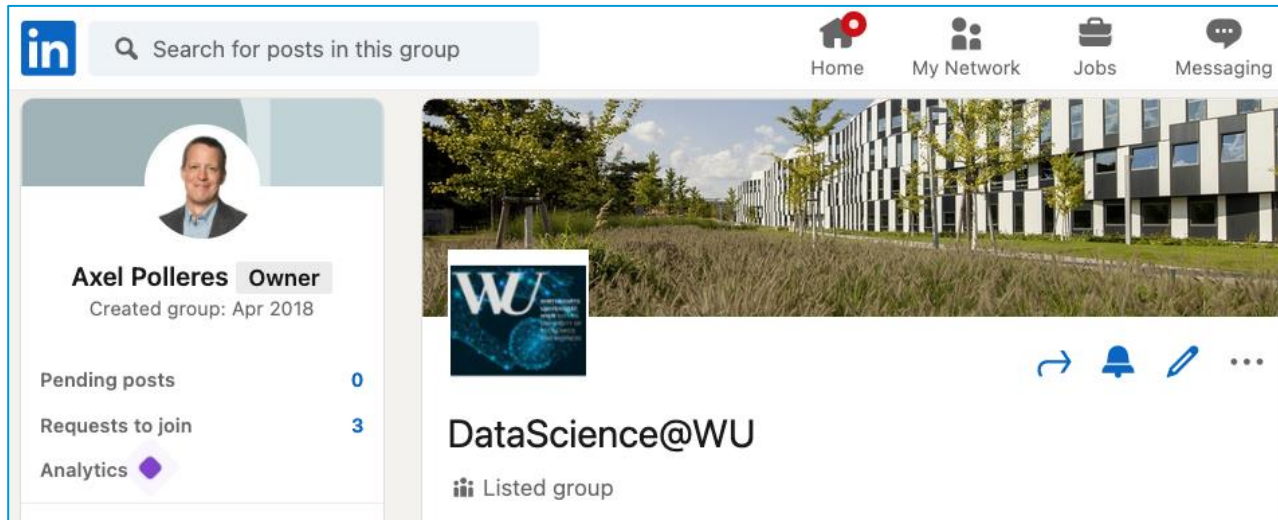 in
Search for posts in this group
Home
My Network
Jobs
Messaging
Axel Polleres Owner
Created group: Apr 2018
Pending posts 0
Requests to join 3
Analytics
WU
DataScience@WU
Listed group